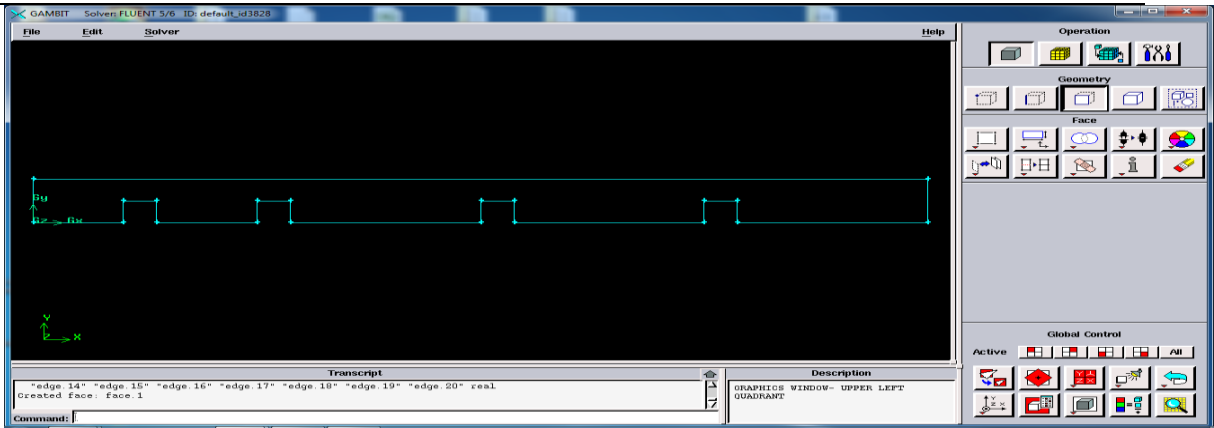 GAMBIT Solver: FLUENT 5/6 ID: default_id3828
File Edit Solver Help
Operation
Geometry
Face
Gy
Gz Gx
Y
Z X
Global Control
Active All
Transcript
"edge.14" "edge.15" "edge.16" "edge.17" "edge.18" "edge.19" "edge.20" real
Created face: face.1
Command:
Description
GRAPHICS WINDOW- UPPER LEFT
QUADRANT